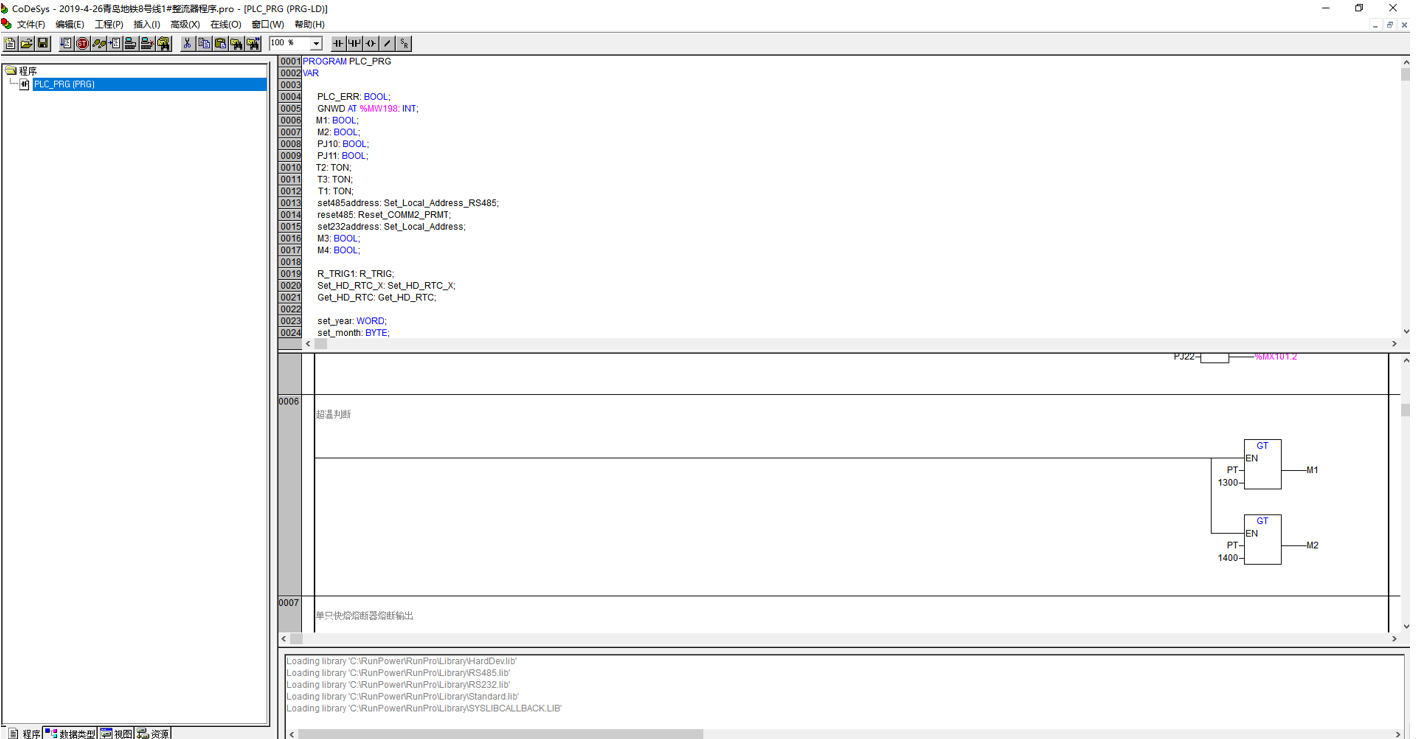 CoDeSys - 2019-4-26青岛地铁8号线1#整流器程序.pro - [PLC_PRG (PRG-LD)]
文件(F) 编辑(E) 工程(P) 插入(I) 高级(X) 在线(O) 窗口(W) 帮助(H)
100 %
程序
PLC_PRG (PRG)
0001 PROGRAM PLC_PRG
0002 VAR
0003
0004 PLC_ERR: BOOL;
0005 GNWD AT %MW198: INT;
0006 M1: BOOL;
0007 M2: BOOL;
0008 PJ10: BOOL;
0009 PJ11: BOOL;
0010 T2: TON;
0011 T3: TON;
0012 T1: TON;
0013 set485address: Set_Local_Address_RS485;
0014 reset485: Reset_COMM2_PRMT;
0015 set232address: Set_Local_Address;
0016 M3: BOOL;
0017 M4: BOOL;
0018
0019 R_TRIG1: R_TRIG;
0020 Set_HD_RTC_X: Set_HD_RTC_X;
0021 Get_HD_RTC: Get_HD_RTC;
0022
0023 set_year: WORD;
0024 set_month: BYTE;
PJ22 %MX101.2
0006
超温判断
GT
EN
PT M1
1300
GT
EN
PT M2
1400
0007
单只快熔熔断器熔断输出
Loading library 'C:\RunPower\RunPro\Library\HardDev.lib'
Loading library 'C:\RunPower\RunPro\Library\RS485.lib'
Loading library 'C:\RunPower\RunPro\Library\RS232.lib'
Loading library 'C:\RunPower\RunPro\Library\Standard.lib'
Loading library 'C:\RunPower\RunPro\Library\SYSLIBCALLBACK.LIB'
程序 数据类型 视图 资源